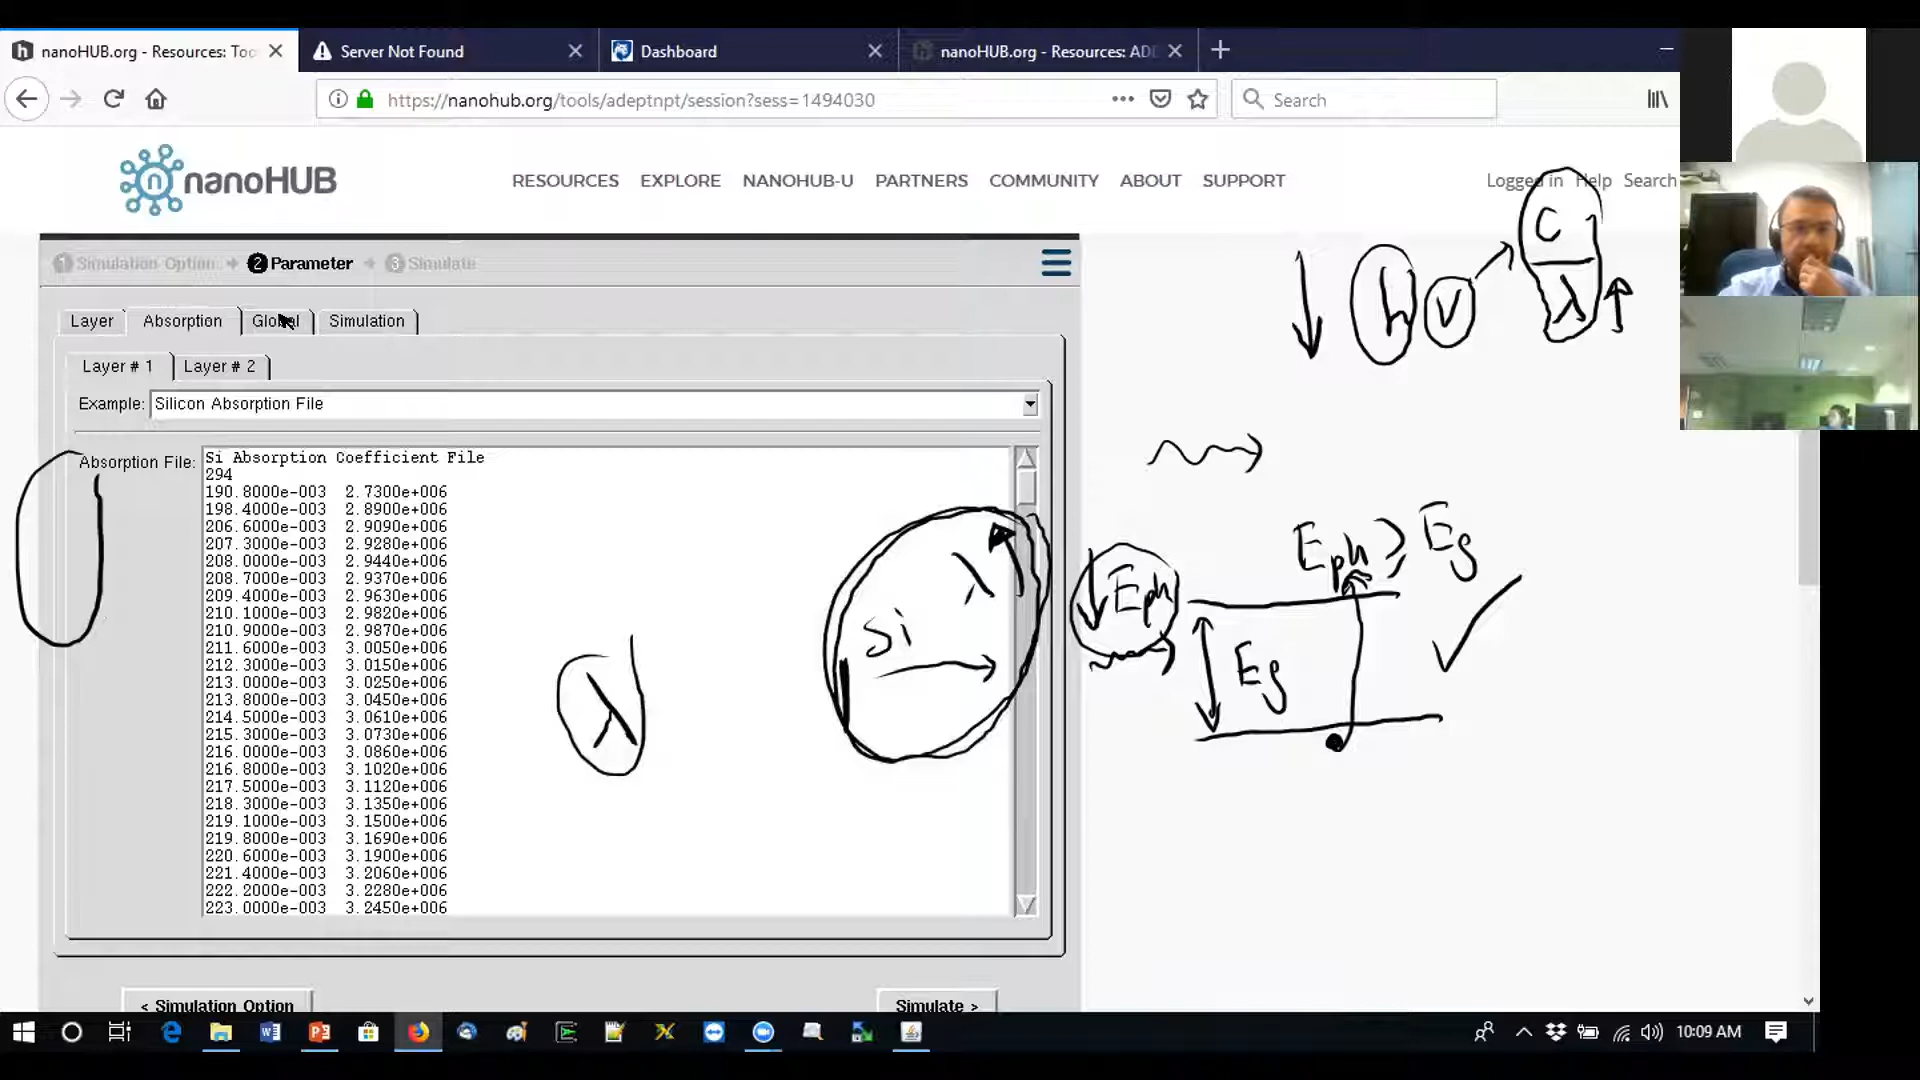 nanoHUB.org - Resources: Too
Server Not Found
Dashboard
nanoHUB.org - Resources: AD
https://nanohub.org/tools/adeptnpt/session?sess=1494030
Search
nanoHUB
RESOURCES EXPLORE NANOHUB-U PARTNERS COMMUNITY ABOUT SUPPORT
Logged in Help Search
1 Simulation Option 2 Parameter 3 Simulate
Layer Absorption Global Simulation
Layer # 1 Layer # 2
Example: Silicon Absorption File
Absorption File:
Si Absorption Coefficient File
294
190.8000e-003 2.7300e+006
198.4000e-003 2.8900e+006
206.6000e-003 2.9090e+006
207.3000e-003 2.9280e+006
208.0000e-003 2.9440e+006
208.7000e-003 2.9370e+006
209.4000e-003 2.9630e+006
210.1000e-003 2.9820e+006
210.9000e-003 2.9870e+006
211.6000e-003 3.0050e+006
212.3000e-003 3.0150e+006
213.0000e-003 3.0250e+006
213.8000e-003 3.0450e+006
214.5000e-003 3.0610e+006
215.3000e-003 3.0730e+006
216.0000e-003 3.0860e+006
216.8000e-003 3.1020e+006
217.5000e-003 3.1120e+006
218.3000e-003 3.1350e+006
219.1000e-003 3.1500e+006
219.8000e-003 3.1690e+006
220.6000e-003 3.1900e+006
221.4000e-003 3.2060e+006
222.2000e-003 3.2280e+006
223.0000e-003 3.2450e+006
h ν
C
λ
Eph ≥ Eg
Eph
Eg
Si λ
λ
< Simulation Option
Simulate >
10:09 AM